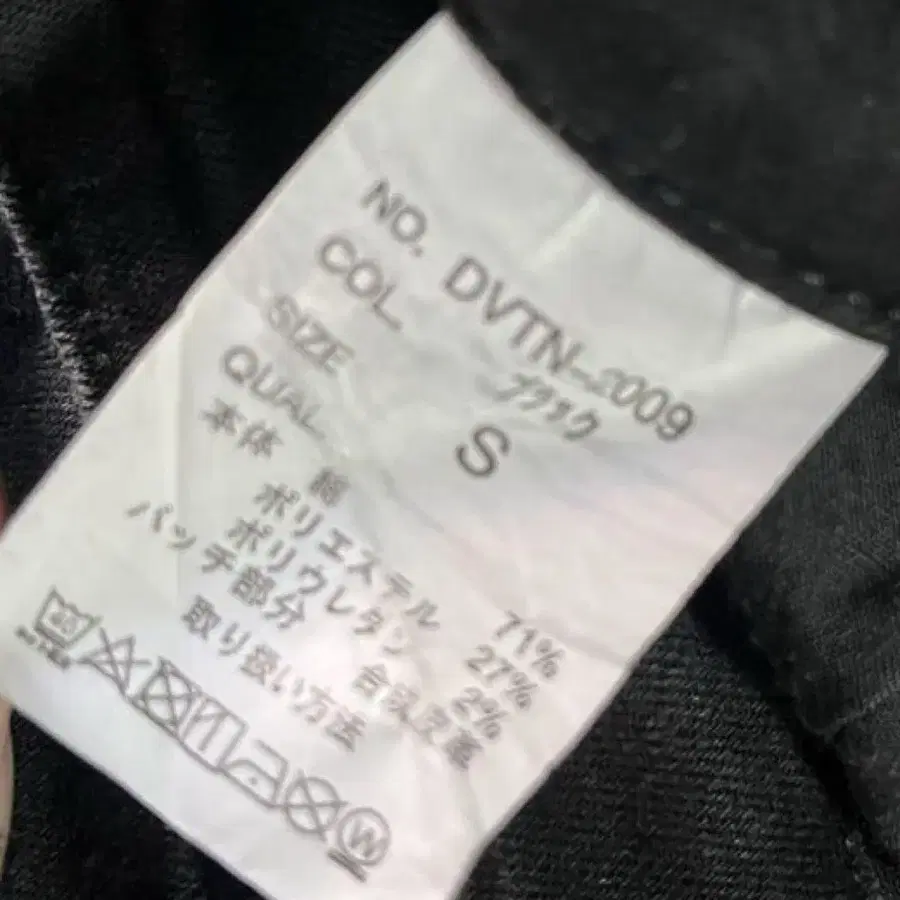 NO. DVTN-2009
COL. ブラック
SIZE S
QUAL.
本体 綿 71%
ポリエステル 27%
ポリウレタン 2%
パッチ部分 合成皮革
取り扱い方法
W